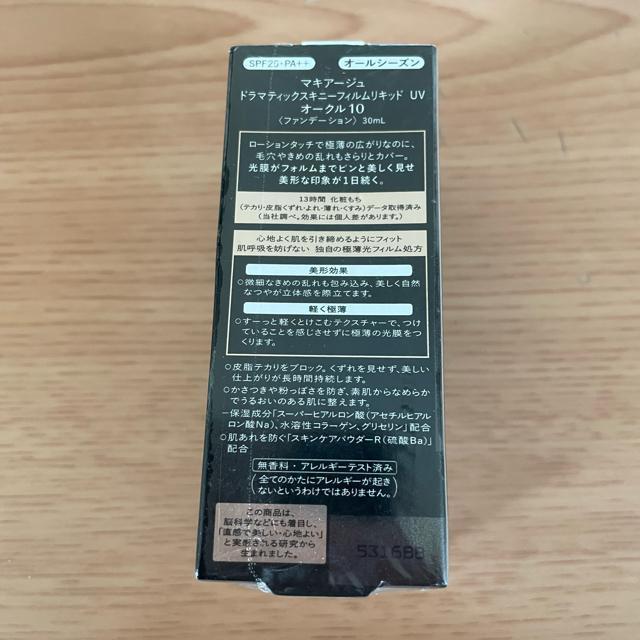 SPF25・PA++ オールシーズン
マキアージュ
ドラマティックスキニーフィルムリキッド UV
オークル10
〈ファンデーション〉 30mL
ローションタッチで極薄の広がりなのに、
毛穴やきめの乱れもさらりとカバー。
光膜がフォルムまでピンと美しく見せ
美形な印象が1日続く。
13時間 化粧もち
(テカリ・皮脂くずれ・よれ・薄れ・くすみ)データ取得済み
(当社調べ。効果には個人差があります。)
心地よく肌を引き締めるようにフィット
肌呼吸を妨げない 独自の極薄光フィルム処方
美形効果
○微細なきめの乱れも包み込み、美しく自然
なつやが立体感を際立てます。
軽く極薄
○すーっと軽くとけこむテクスチャーで、つけ
ていることを感じさせずに極薄の光膜をつ
くります。
○皮脂テカリをブロック。くずれを見せず、美しい
仕上がりが長時間持続します。
○かさつきや粉っぽさを防ぎ、素肌からなめらか
でうるおいのある肌に整えます。
―保湿成分「スーパーヒアルロン酸(アセチルヒアル
ロン酸Na)、水溶性コラーゲン、グリセリン」配合
○肌あれを防ぐ「スキンケアパウダーR(硫酸Ba)」
配合
無香料・アレルギーテスト済み
(全てのかたにアレルギーが起き
ないというわけではありません。)
この商品は、
脳科学などにも着目し、
「直感で美しい・心地よい」
と実感される研究から
生まれました。
5316BB